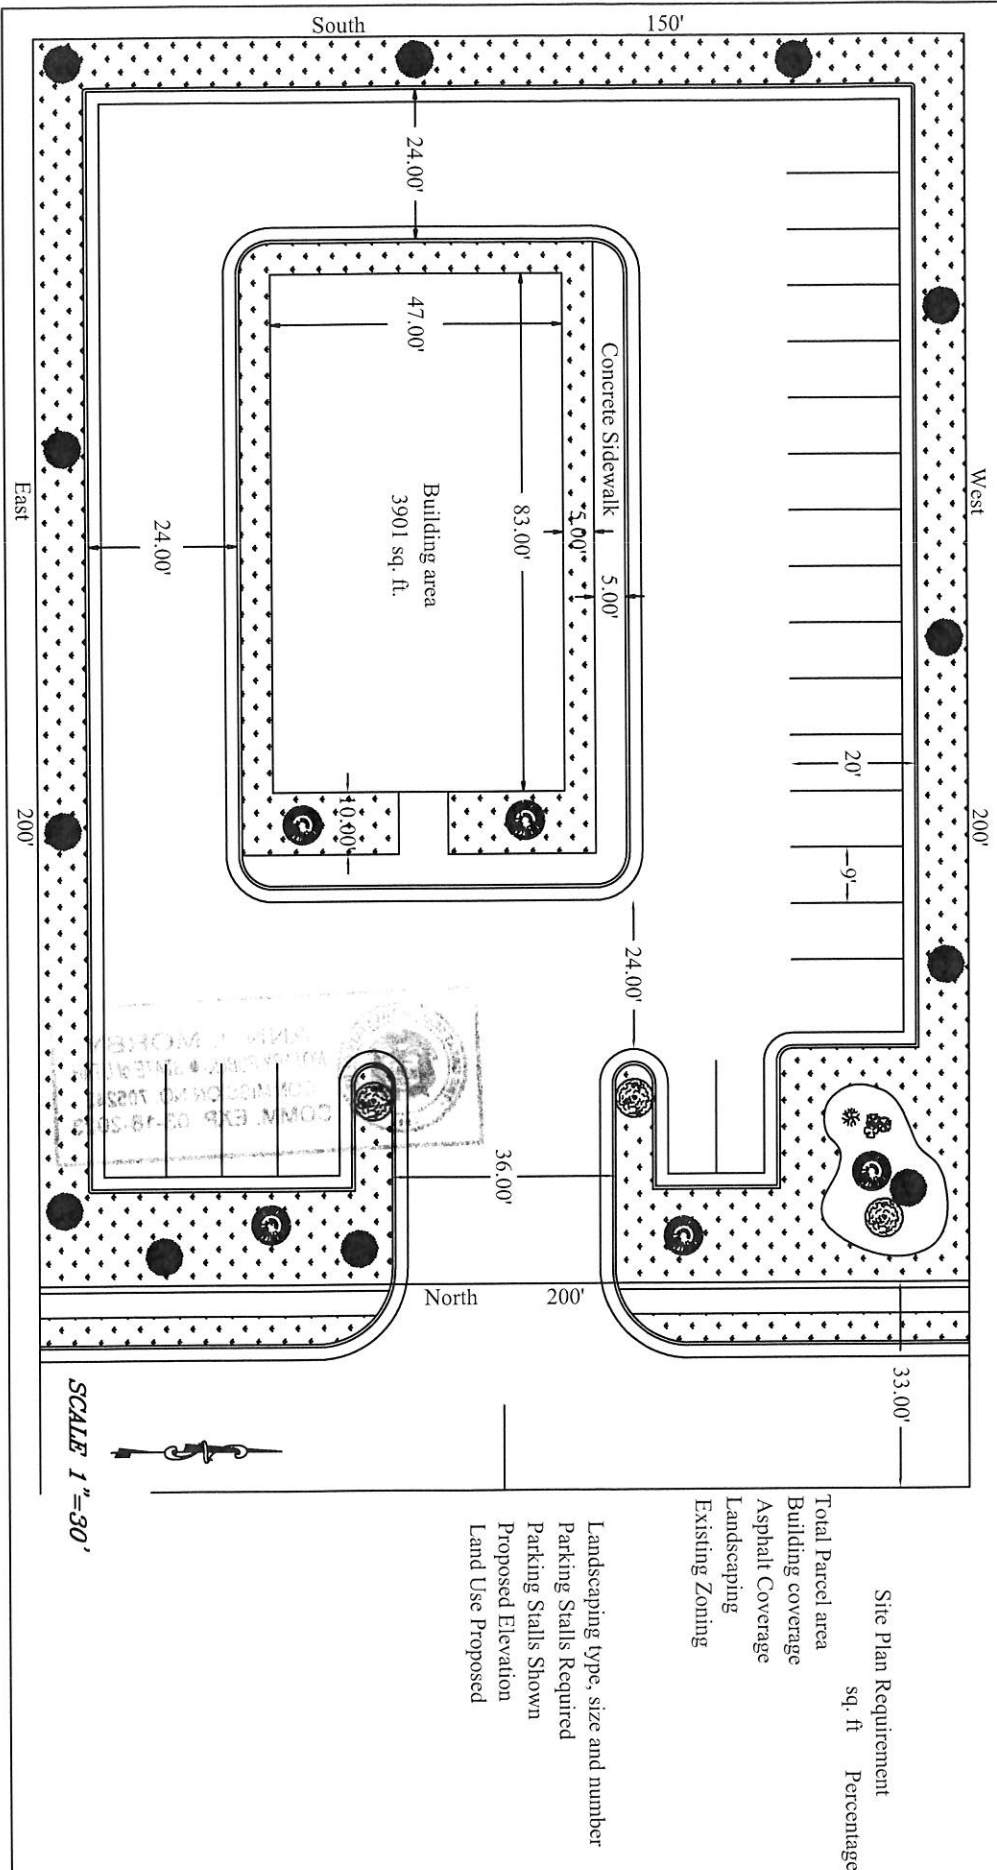 South 150'
West
200'
East
200'
North 200'
24.00'
47.00'
Building area
3901 sq. ft.
83.00'
Concrete Sidewalk
5.00'
5.00'
24.00'
10.00'
20'
9'
24.00'
36.00'
33.00'
COMM. EXP.
SCALE 1"=30'
Site Plan Requirement
sq. ft Percentage
Total Parcel area
Building coverage
Asphalt Coverage
Landscaping
Existing Zoning
Landscaping type, size and number
Parking Stalls Required
Parking Stalls Shown
Proposed Elevation
Land Use Proposed